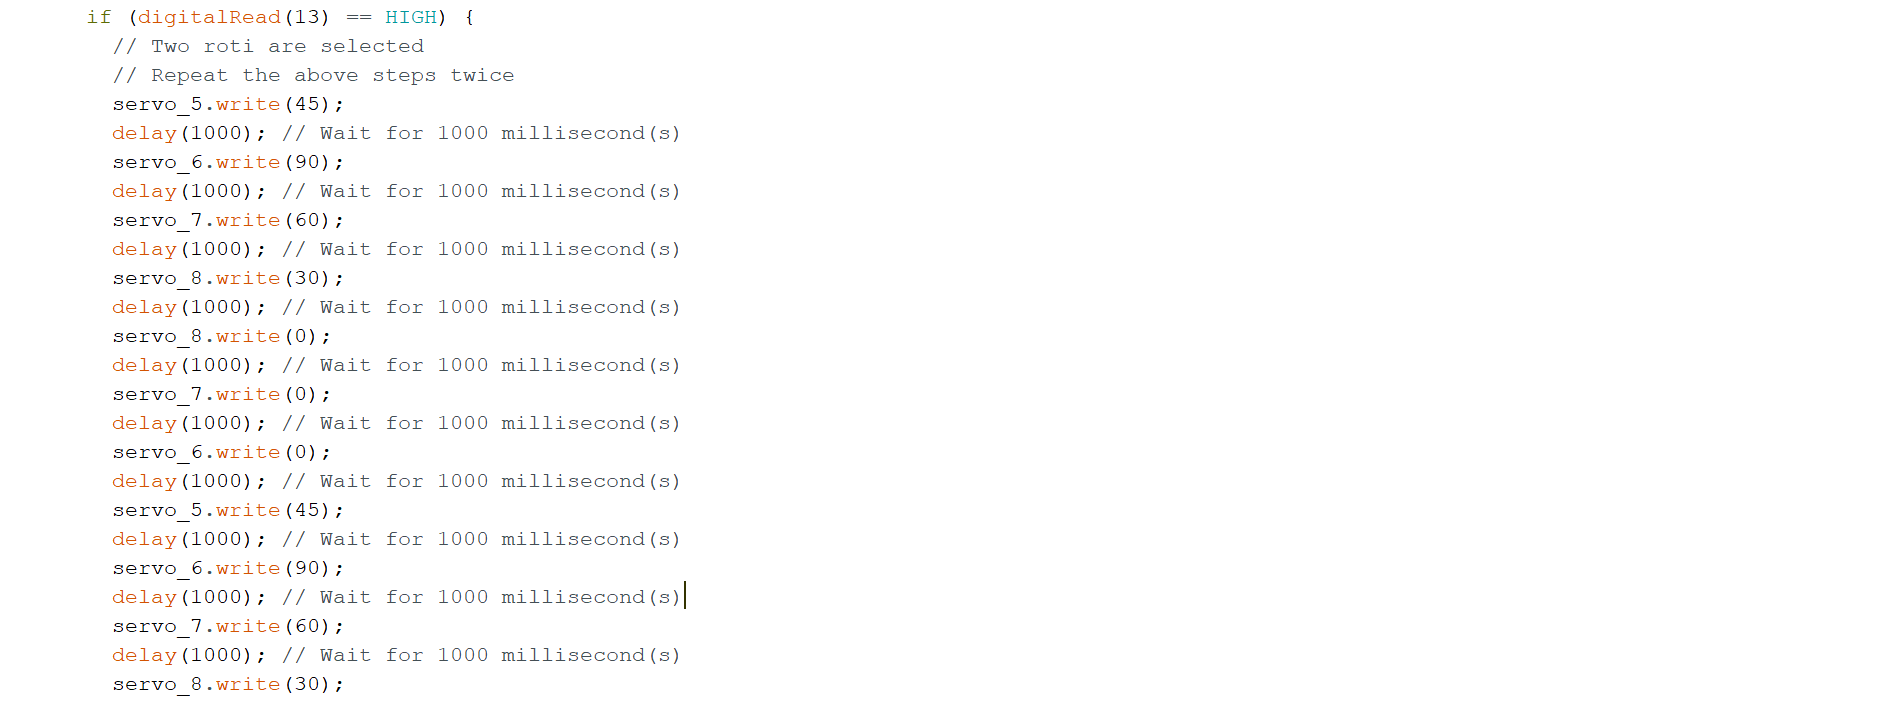 if (digitalRead(13) == HIGH) {
// Two roti are selected
// Repeat the above steps twice
servo_5.write(45);
delay(1000); // Wait for 1000 millisecond(s)
servo_6.write(90);
delay(1000); // Wait for 1000 millisecond(s)
servo_7.write(60);
delay(1000); // Wait for 1000 millisecond(s)
servo_8.write(30);
delay(1000); // Wait for 1000 millisecond(s)
servo_8.write(0);
delay(1000); // Wait for 1000 millisecond(s)
servo_7.write(0);
delay(1000); // Wait for 1000 millisecond(s)
servo_6.write(0);
delay(1000); // Wait for 1000 millisecond(s)
servo_5.write(45);
delay(1000); // Wait for 1000 millisecond(s)
servo_6.write(90);
delay(1000); // Wait for 1000 millisecond(s)
servo_7.write(60);
delay(1000); // Wait for 1000 millisecond(s)
servo_8.write(30);